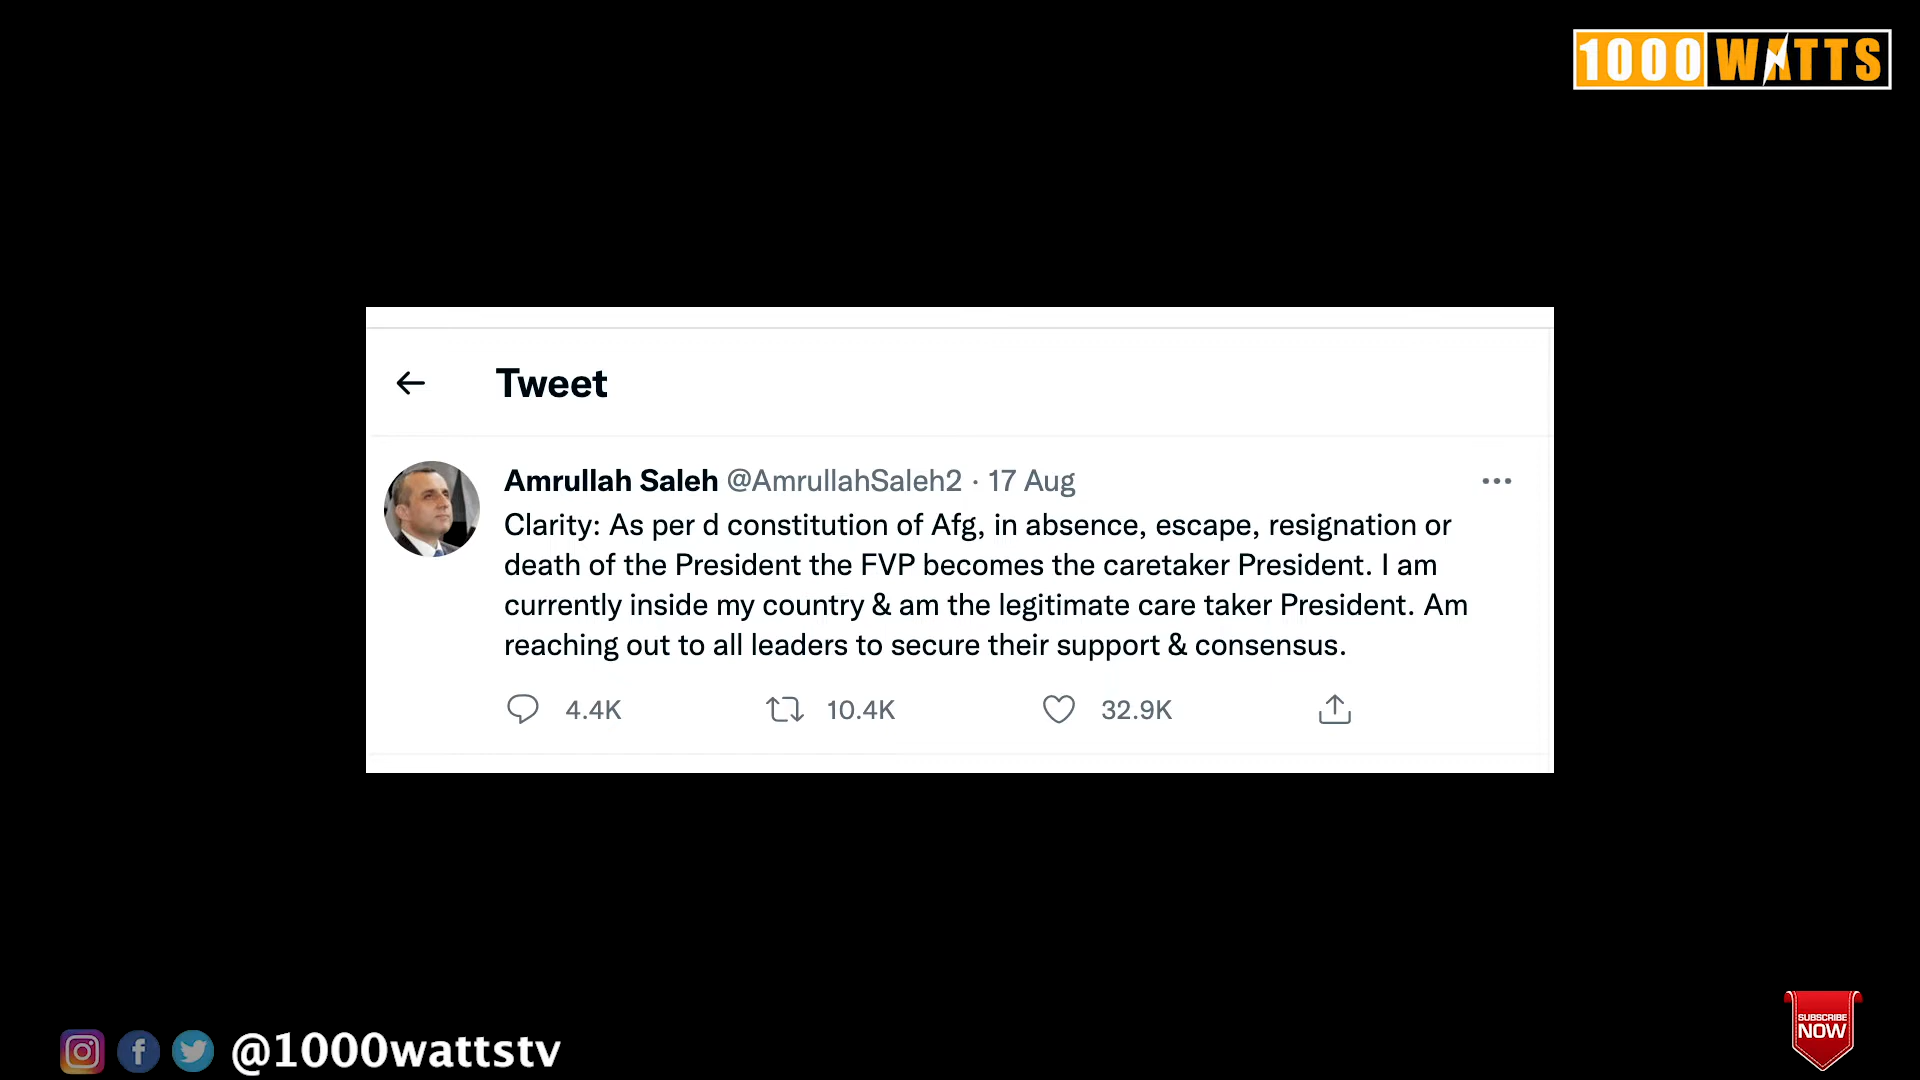 1000 WATTS
Tweet
Amrullah Saleh @AmrullahSaleh2 · 17 Aug
Clarity: As per d constitution of Afg, in absence, escape, resignation or
death of the President the FVP becomes the caretaker President. I am
currently inside my country & am the legitimate care taker President. Am
reaching out to all leaders to secure their support & consensus.
4.4K 10.4K 32.9K
SUBSCRIBE
NOW
@1000wattstv